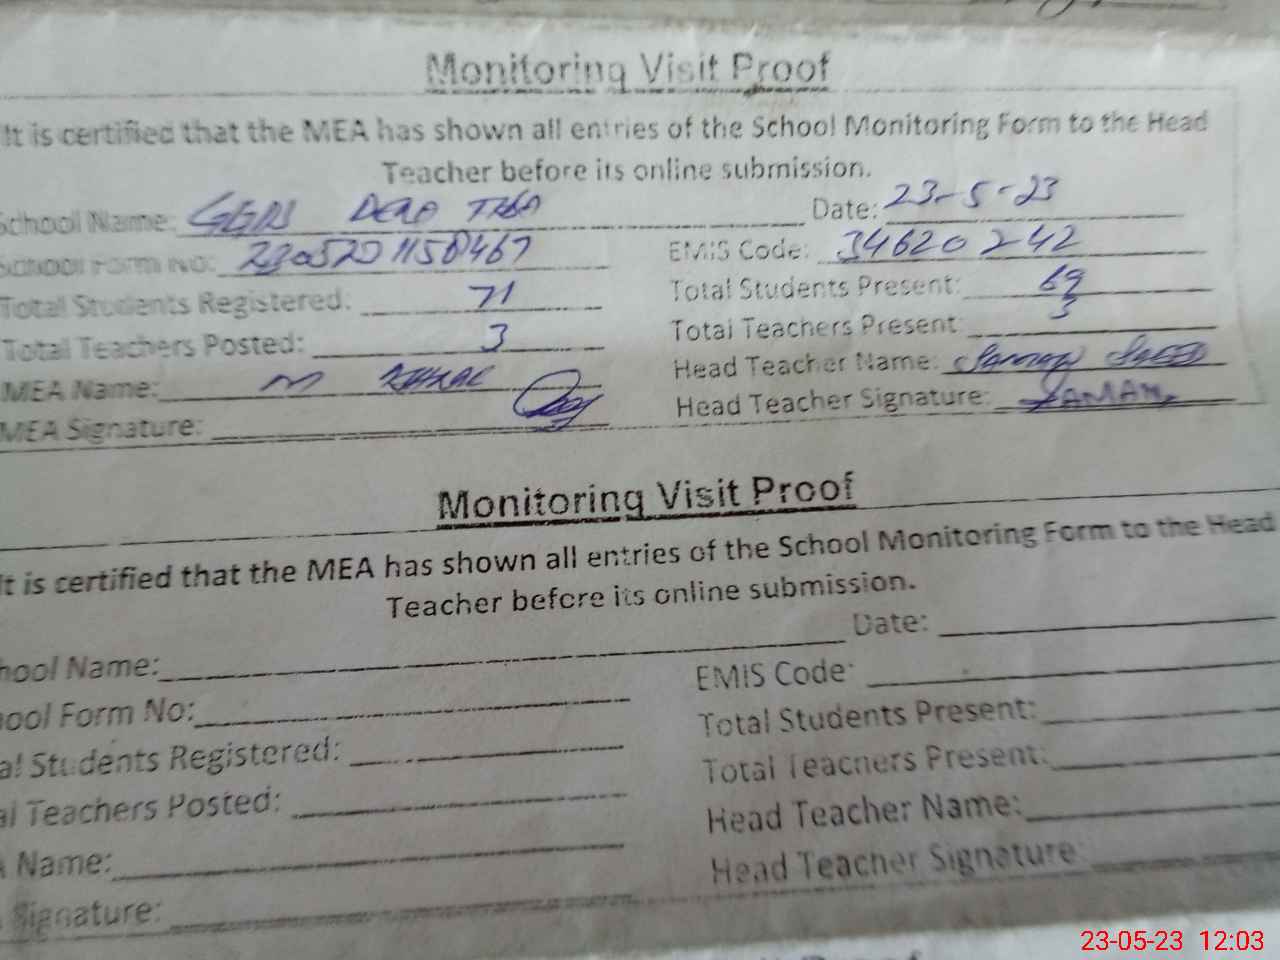 Monitoring Visit Proof
It is certified that the MEA has shown all entries of the School Monitoring Form to the Head
Teacher before its online submission.
School Name: Date: 23-5-23
School Form No: EMIS Code: 34620242
Total Students Registered: 71 Total Students Present: 69
Total Teachers Posted: 3 Total Teachers Present: 3
MEA Name: M Head Teacher Name: SAMAN
MEA Signature: Head Teacher Signature: SAMAN
Monitoring Visit Proof
It is certified that the MEA has shown all entries of the School Monitoring Form to the Head
Teacher before its online submission.
hool Name: Date:
ool Form No: EMIS Code:
al Students Registered: Total Students Present:
al Teachers Posted: Total Teachers Present:
Name: Head Teacher Name:
Signature: Head Teacher Signature:
23-05-23 12:03